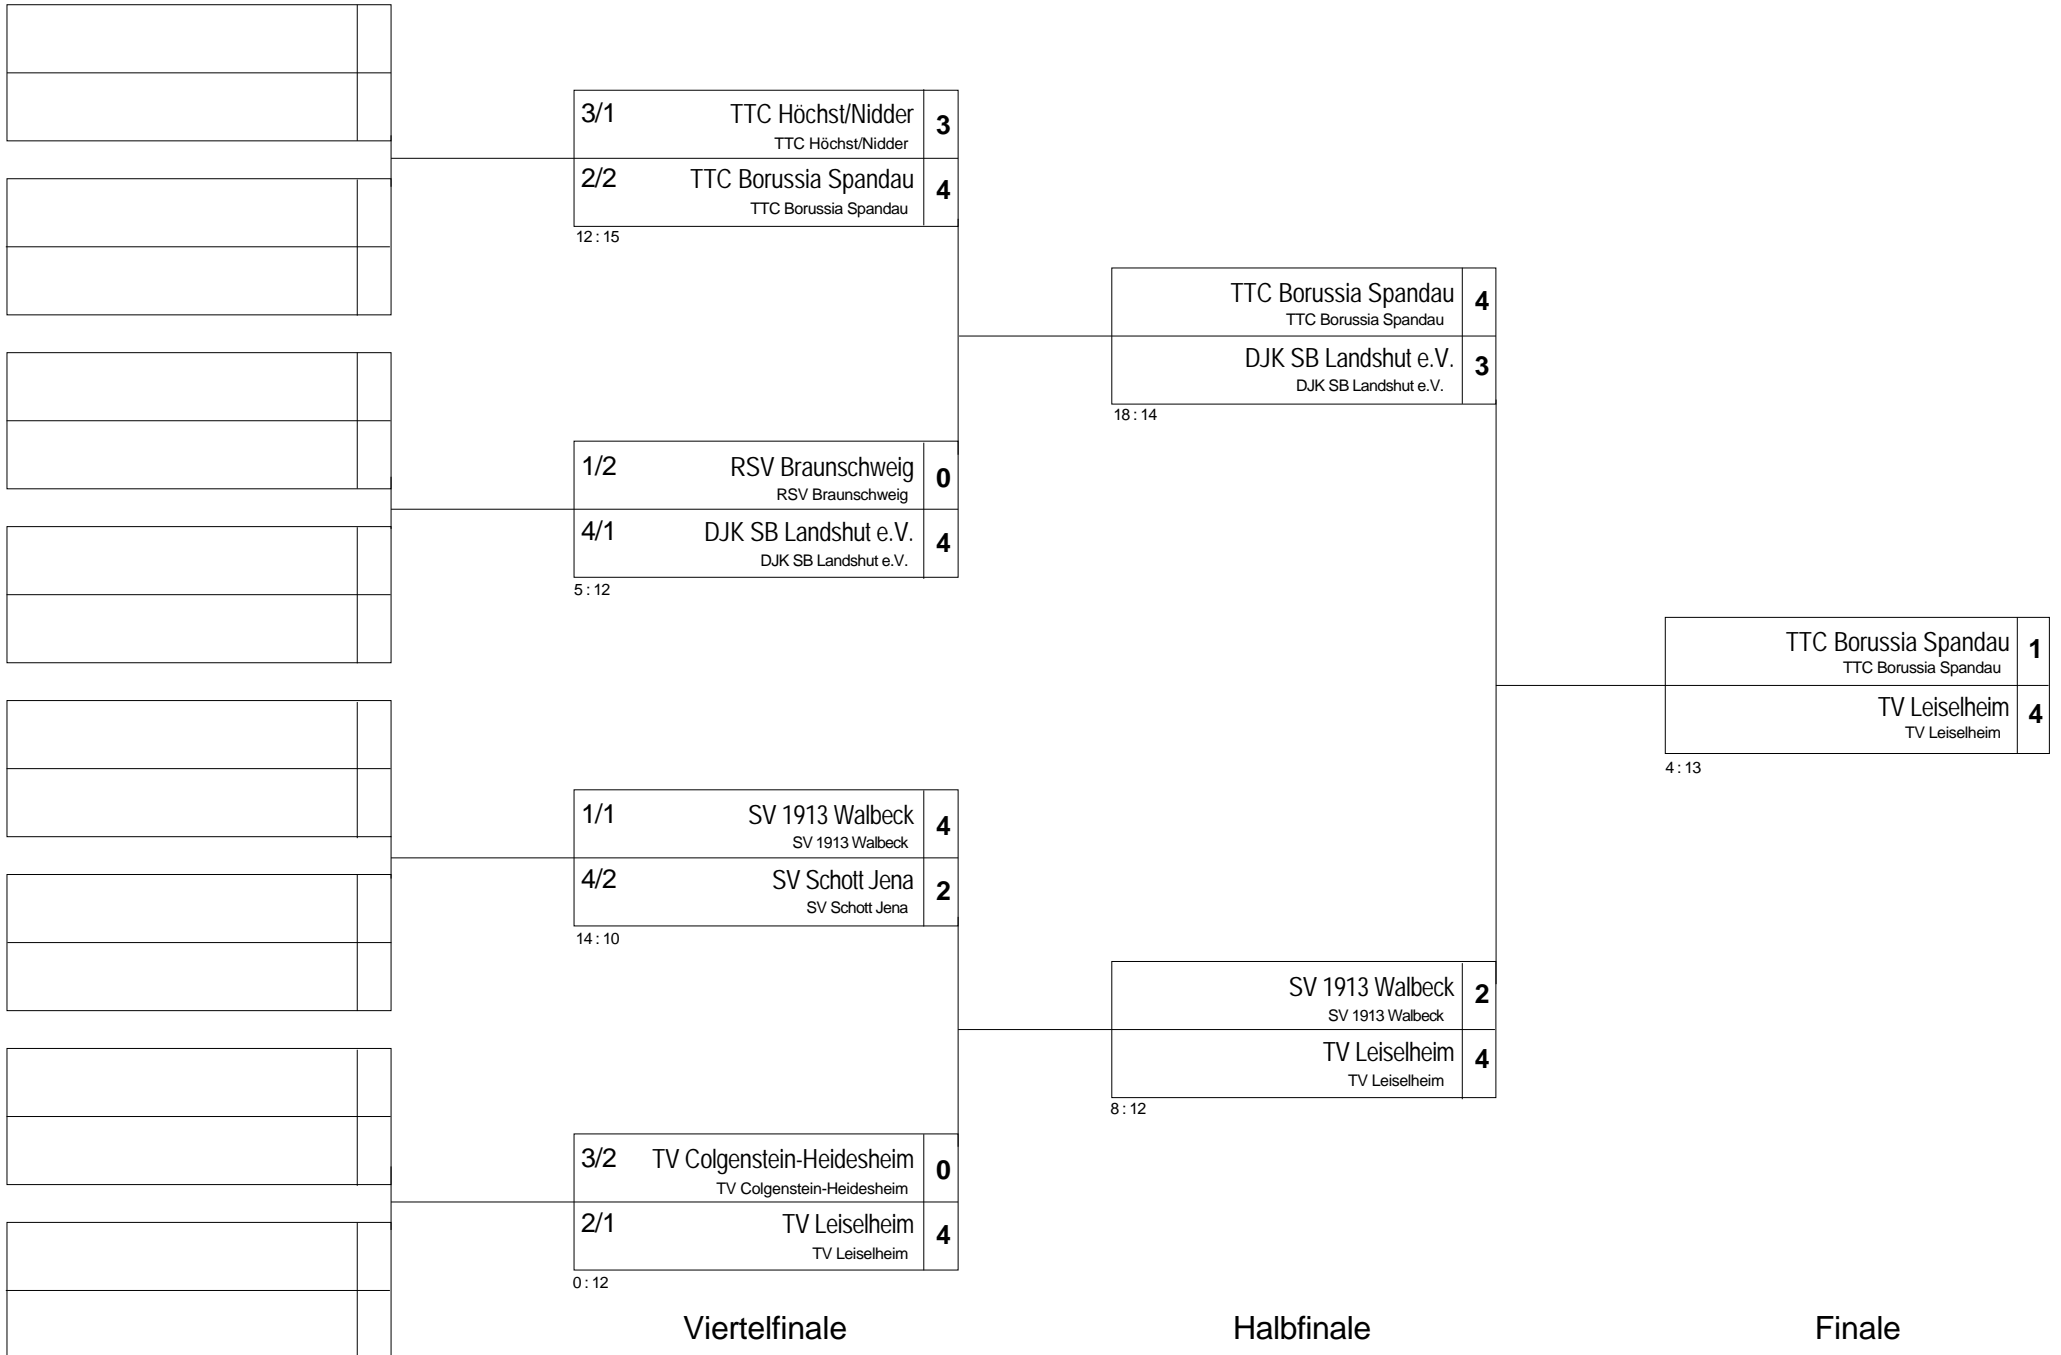 3/1 TTC Höchst/Nidder 3
TTC Höchst/Nidder
2/2 TTC Borussia Spandau 4
TTC Borussia Spandau
12 : 15
1/2 RSV Braunschweig 0
RSV Braunschweig
4/1 DJK SB Landshut e.V. 4
DJK SB Landshut e.V.
5 : 12
1/1 SV 1913 Walbeck 4
SV 1913 Walbeck
4/2 SV Schott Jena 2
SV Schott Jena
14 : 10
3/2 TV Colgenstein-Heidesheim 0
TV Colgenstein-Heidesheim
2/1 TV Leiselheim 4
TV Leiselheim
0 : 12
Viertelfinale
TTC Borussia Spandau 4
TTC Borussia Spandau
DJK SB Landshut e.V. 3
DJK SB Landshut e.V.
18 : 14
SV 1913 Walbeck 2
SV 1913 Walbeck
TV Leiselheim 4
TV Leiselheim
8 : 12
Halbfinale
TTC Borussia Spandau 1
TTC Borussia Spandau
TV Leiselheim 4
TV Leiselheim
4 : 13
Finale